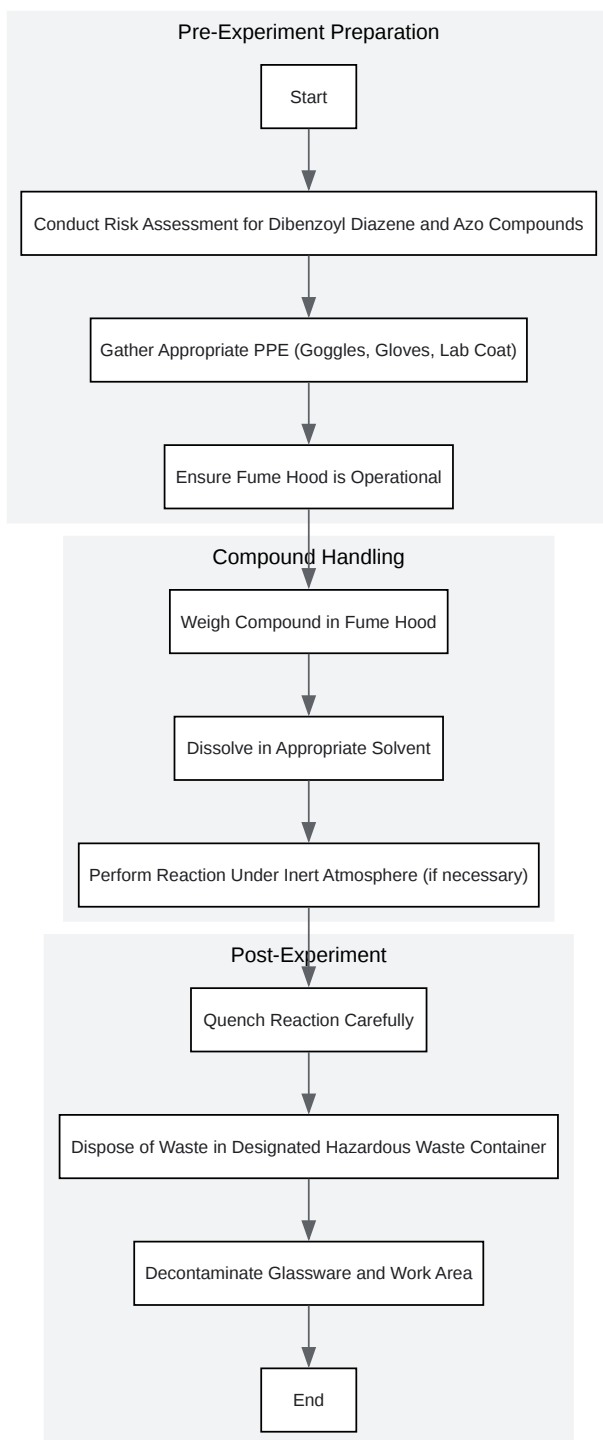 Pre-Experiment Preparation
Start
Conduct Risk Assessment for Dibenzoyl Diazene and Azo Compounds
Gather Appropriate PPE (Goggles, Gloves, Lab Coat)
Ensure Fume Hood is Operational
Compound Handling
Weigh Compound in Fume Hood
Dissolve in Appropriate Solvent
Perform Reaction Under Inert Atmosphere (if necessary)
Post-Experiment
Quench Reaction Carefully
Dispose of Waste in Designated Hazardous Waste Container
Decontaminate Glassware and Work Area
End